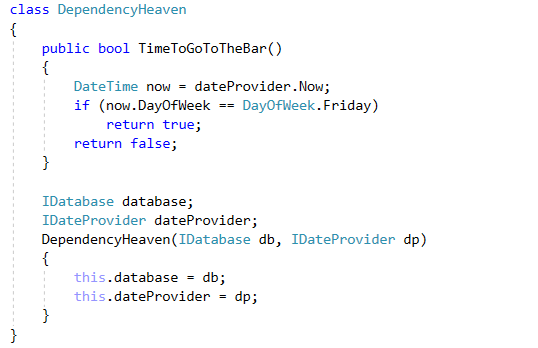 class DependencyHeaven
{
    public bool TimeToGoToTheBar()
    {
        DateTime now = dateProvider.Now;
        if (now.DayOfWeek == DayOfWeek.Friday)
            return true;
        return false;
    }

    IDatabase database;
    IDateProvider dateProvider;
    DependencyHeaven(IDatabase db, IDateProvider dp)
    {
        this.database = db;
        this.dateProvider = dp;
    }
}